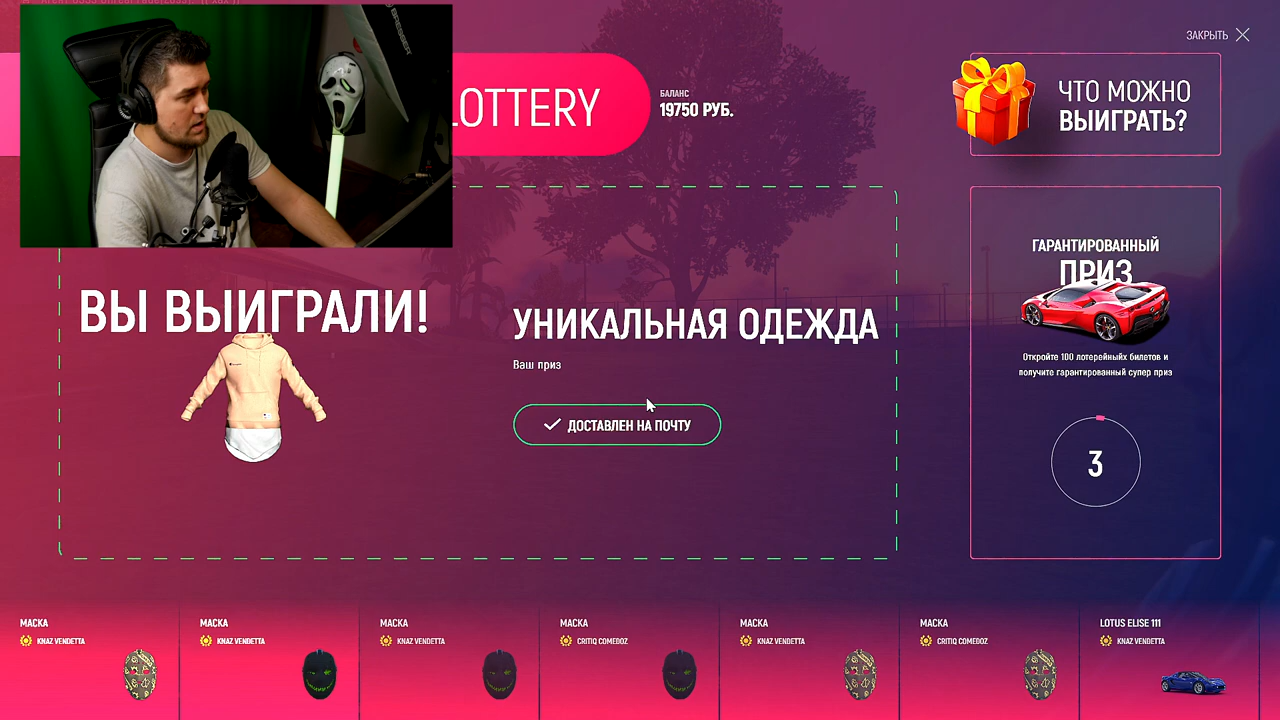 ЗАКРЫТЬ
LOTTERY
БАЛАНС
19750 РУБ.
ЧТО МОЖНО
ВЫИГРАТЬ?
ГАРАНТИРОВАННЫЙ
ПРИЗ
Откройте 100 лотерейныйх билетов и
получите гарантированный супер приз
3
ВЫ ВЫИГРАЛИ!
УНИКАЛЬНАЯ ОДЕЖДА
Ваш приз
ДОСТАВЛЕН НА ПОЧТУ
МАСКА
KNAZ VENDETTA
МАСКА
KNAZ VENDETTA
МАСКА
KNAZ VENDETTA
МАСКА
CRITIQ COMEDOZ
МАСКА
KNAZ VENDETTA
МАСКА
CRITIQ COMEDOZ
LOTUS ELISE 111
KNAZ VENDETTA